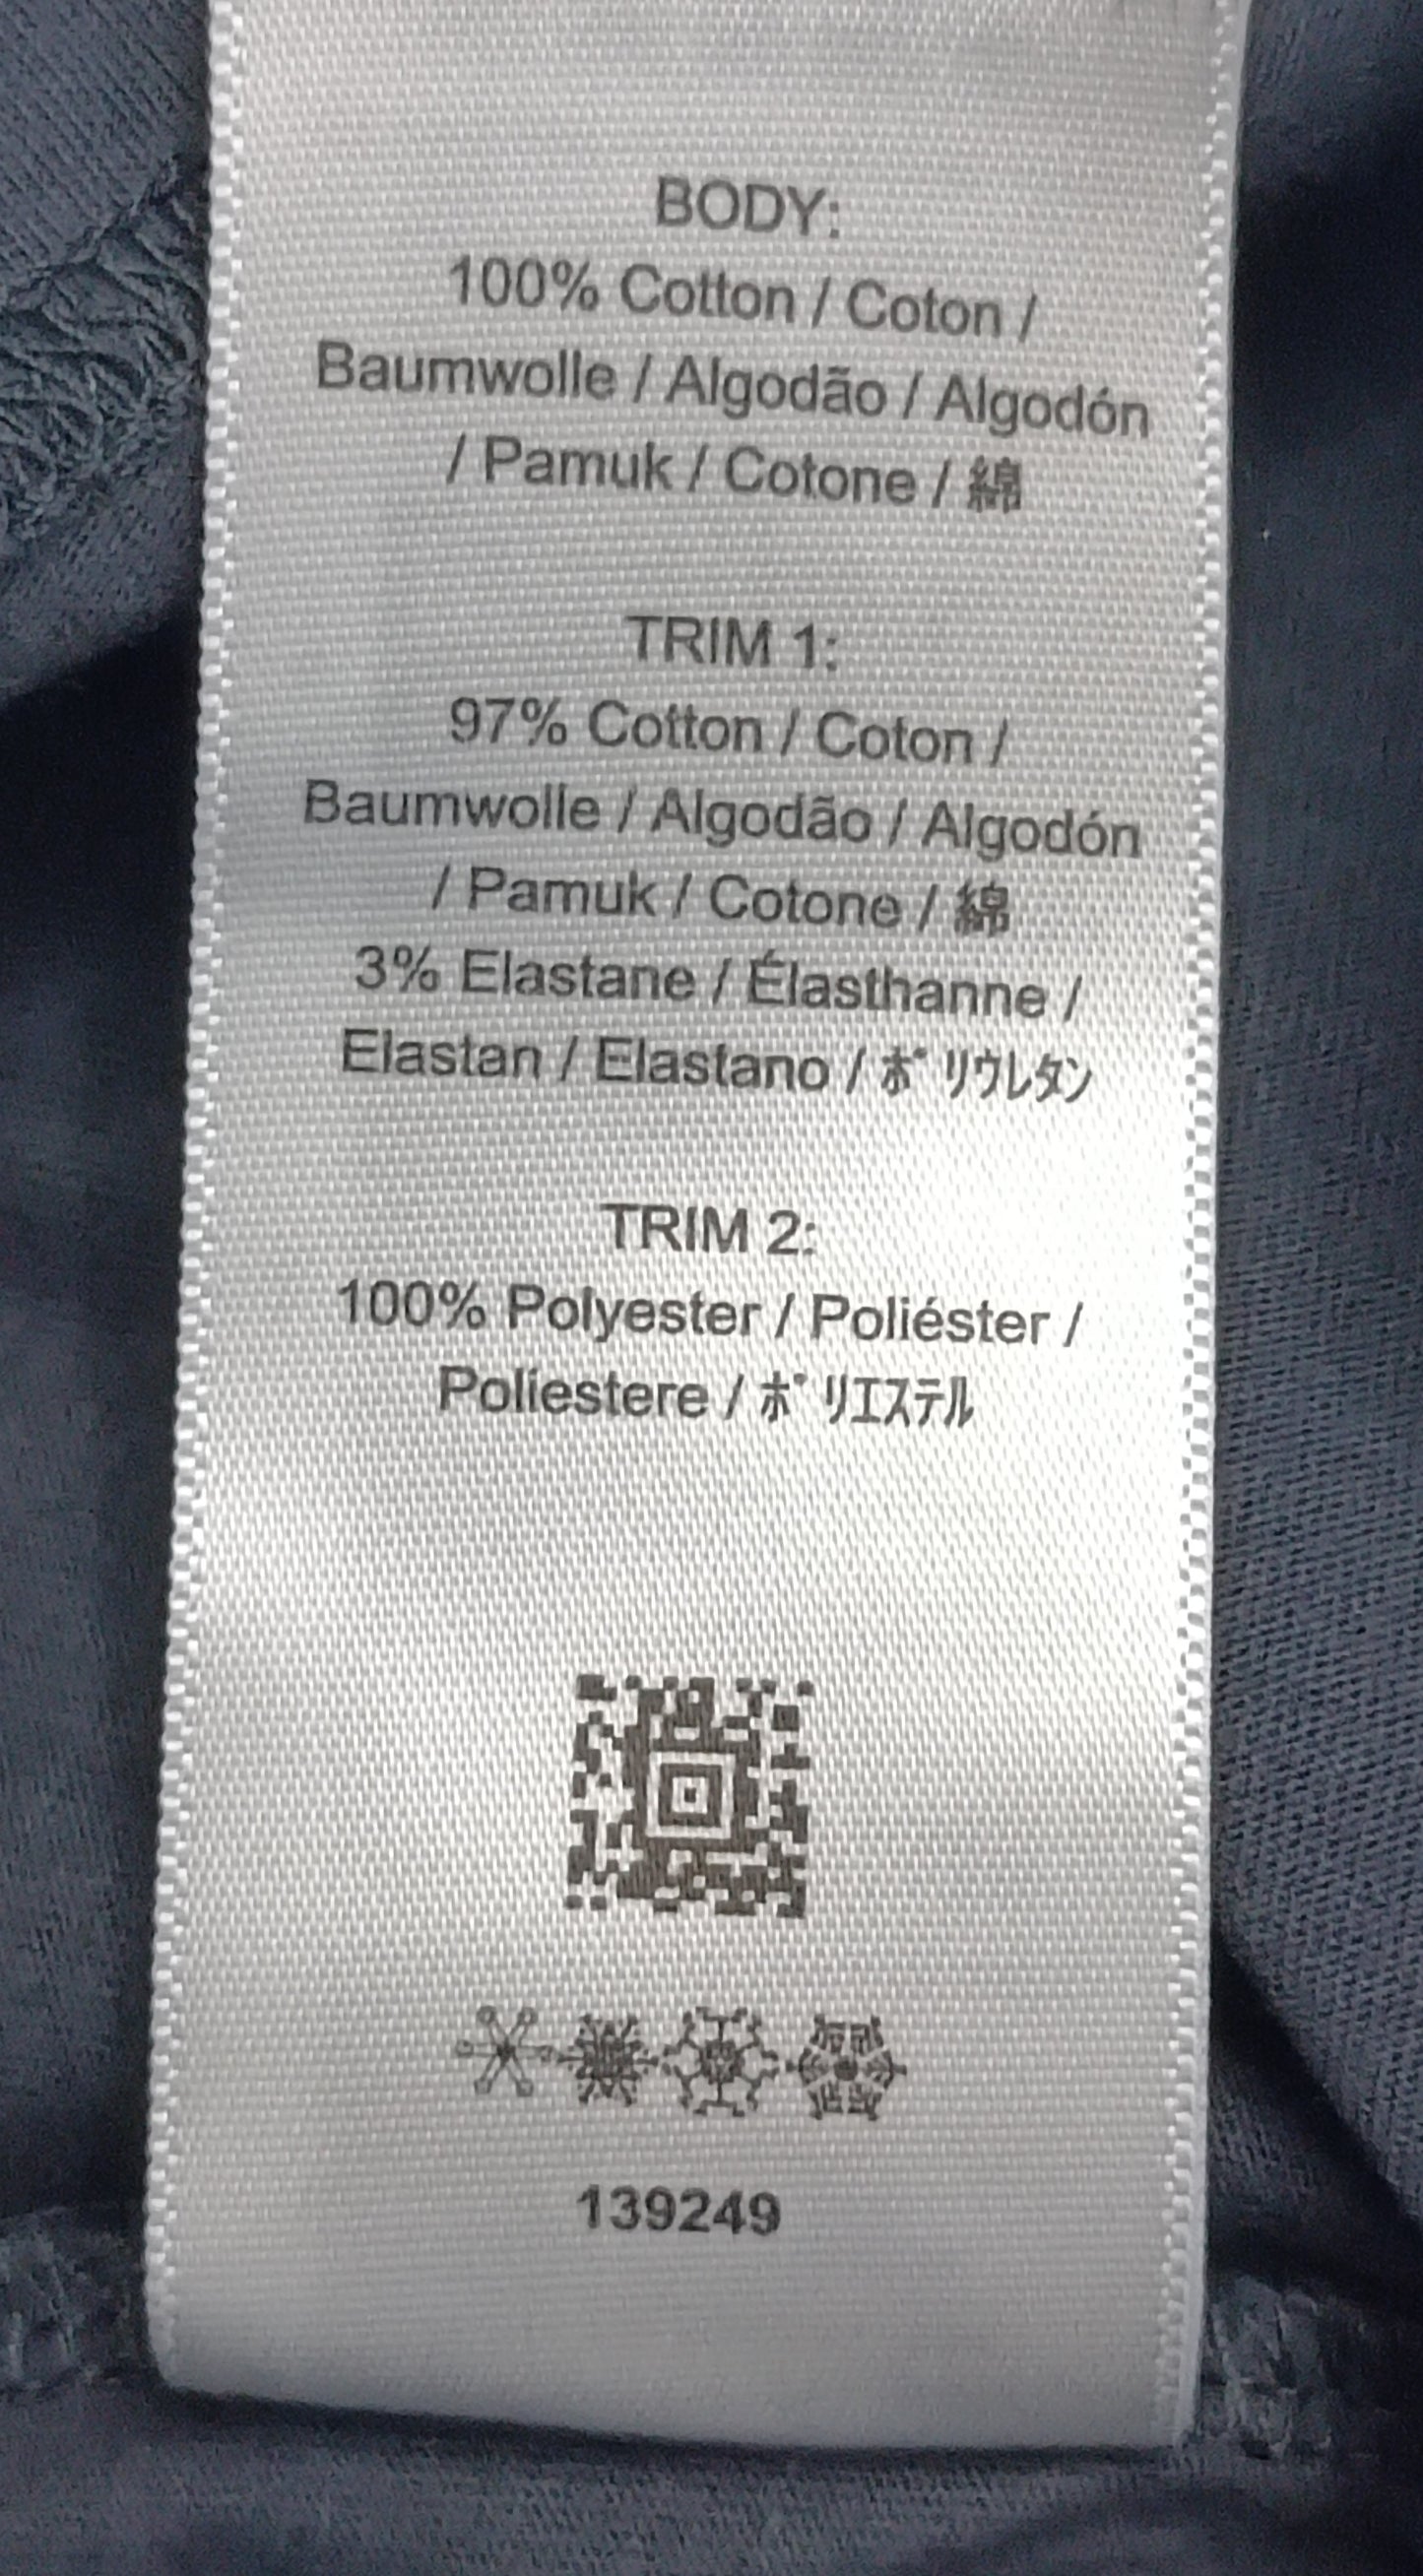 BODY:
100% Cotton / Coton /
Baumwolle / Algodão / Algodón
/ Pamuk / Cotone / 綿
TRIM 1:
97% Cotton / Coton /
Baumwolle / Algodão / Algodón
/ Pamuk / Cotone / 綿
3% Elastane / Élasthanne /
Elastan / Elastano / ポリウレタン
TRIM 2:
100% Polyester / Poliéster /
Poliestere / ポリエステル
139249